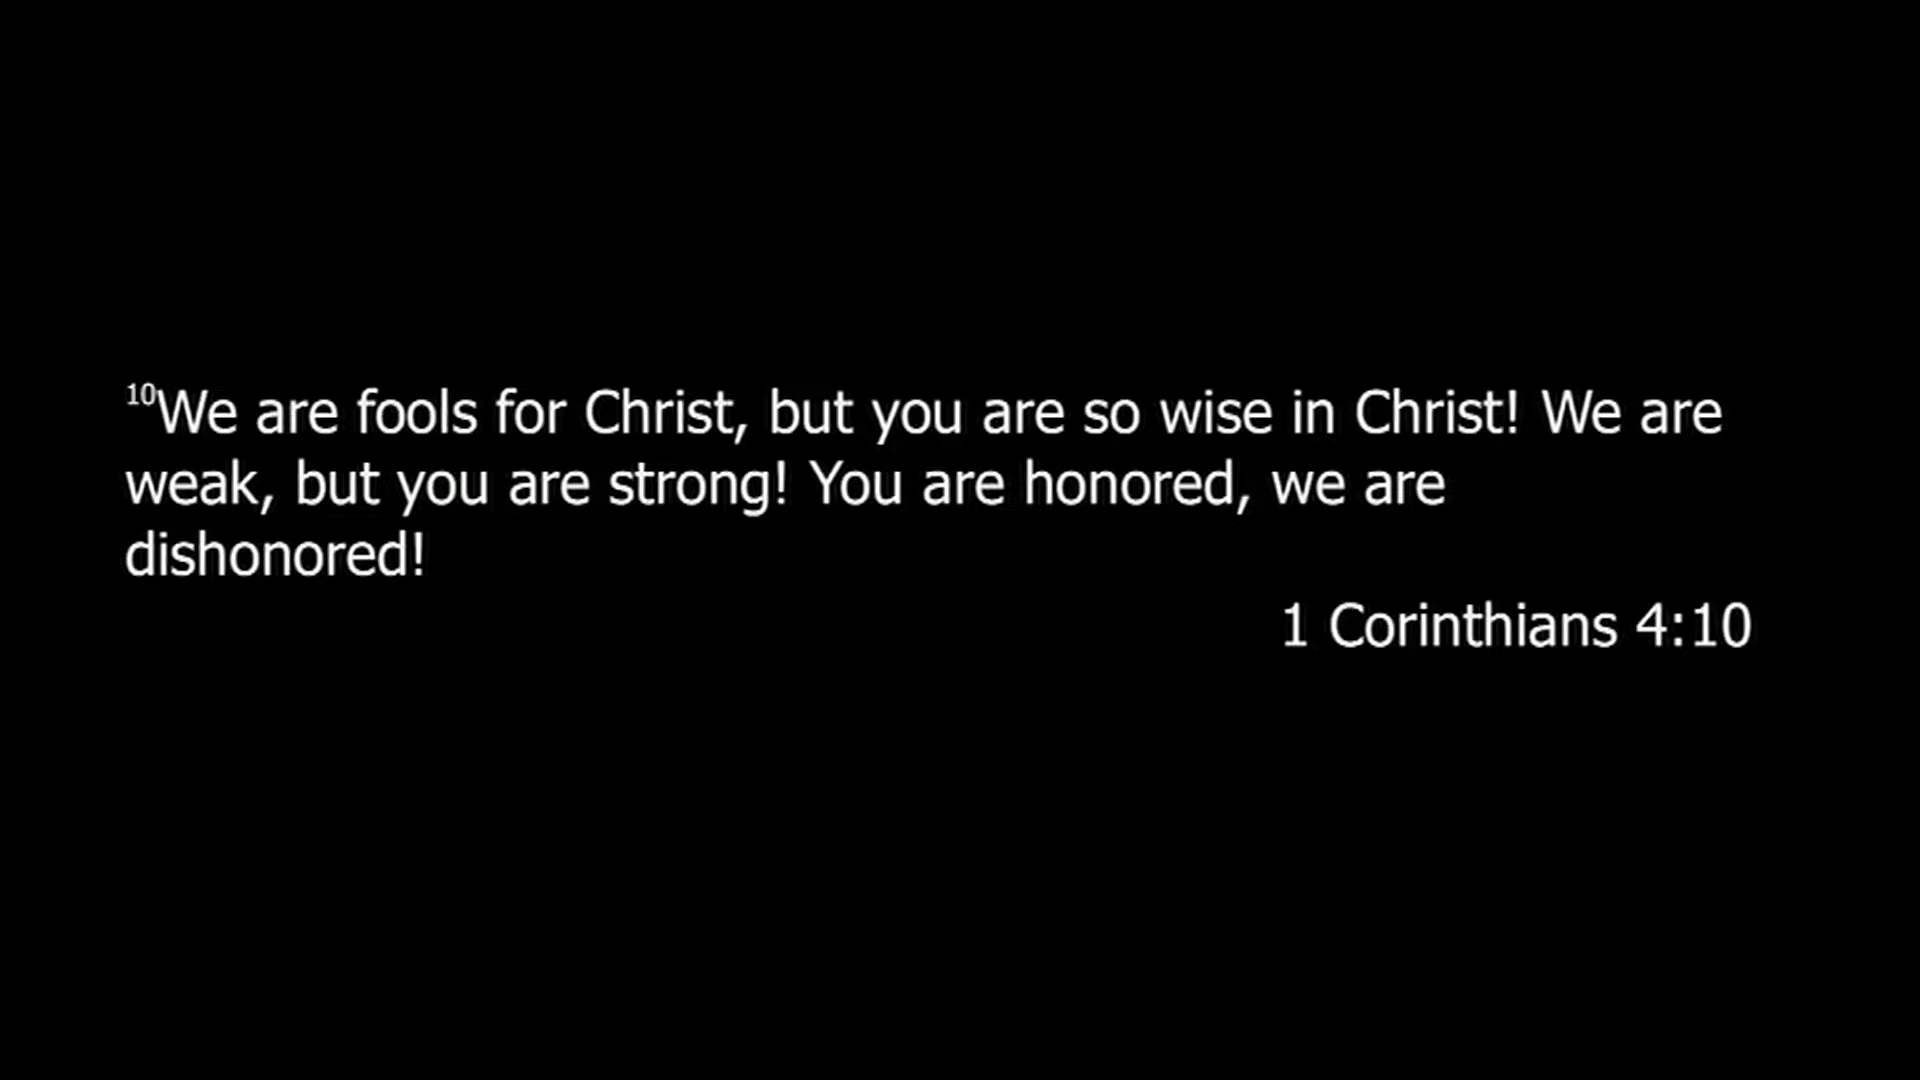 ¹⁰We are fools for Christ, but you are so wise in Christ! We are
weak, but you are strong! You are honored, we are
dishonored!
1 Corinthians 4:10